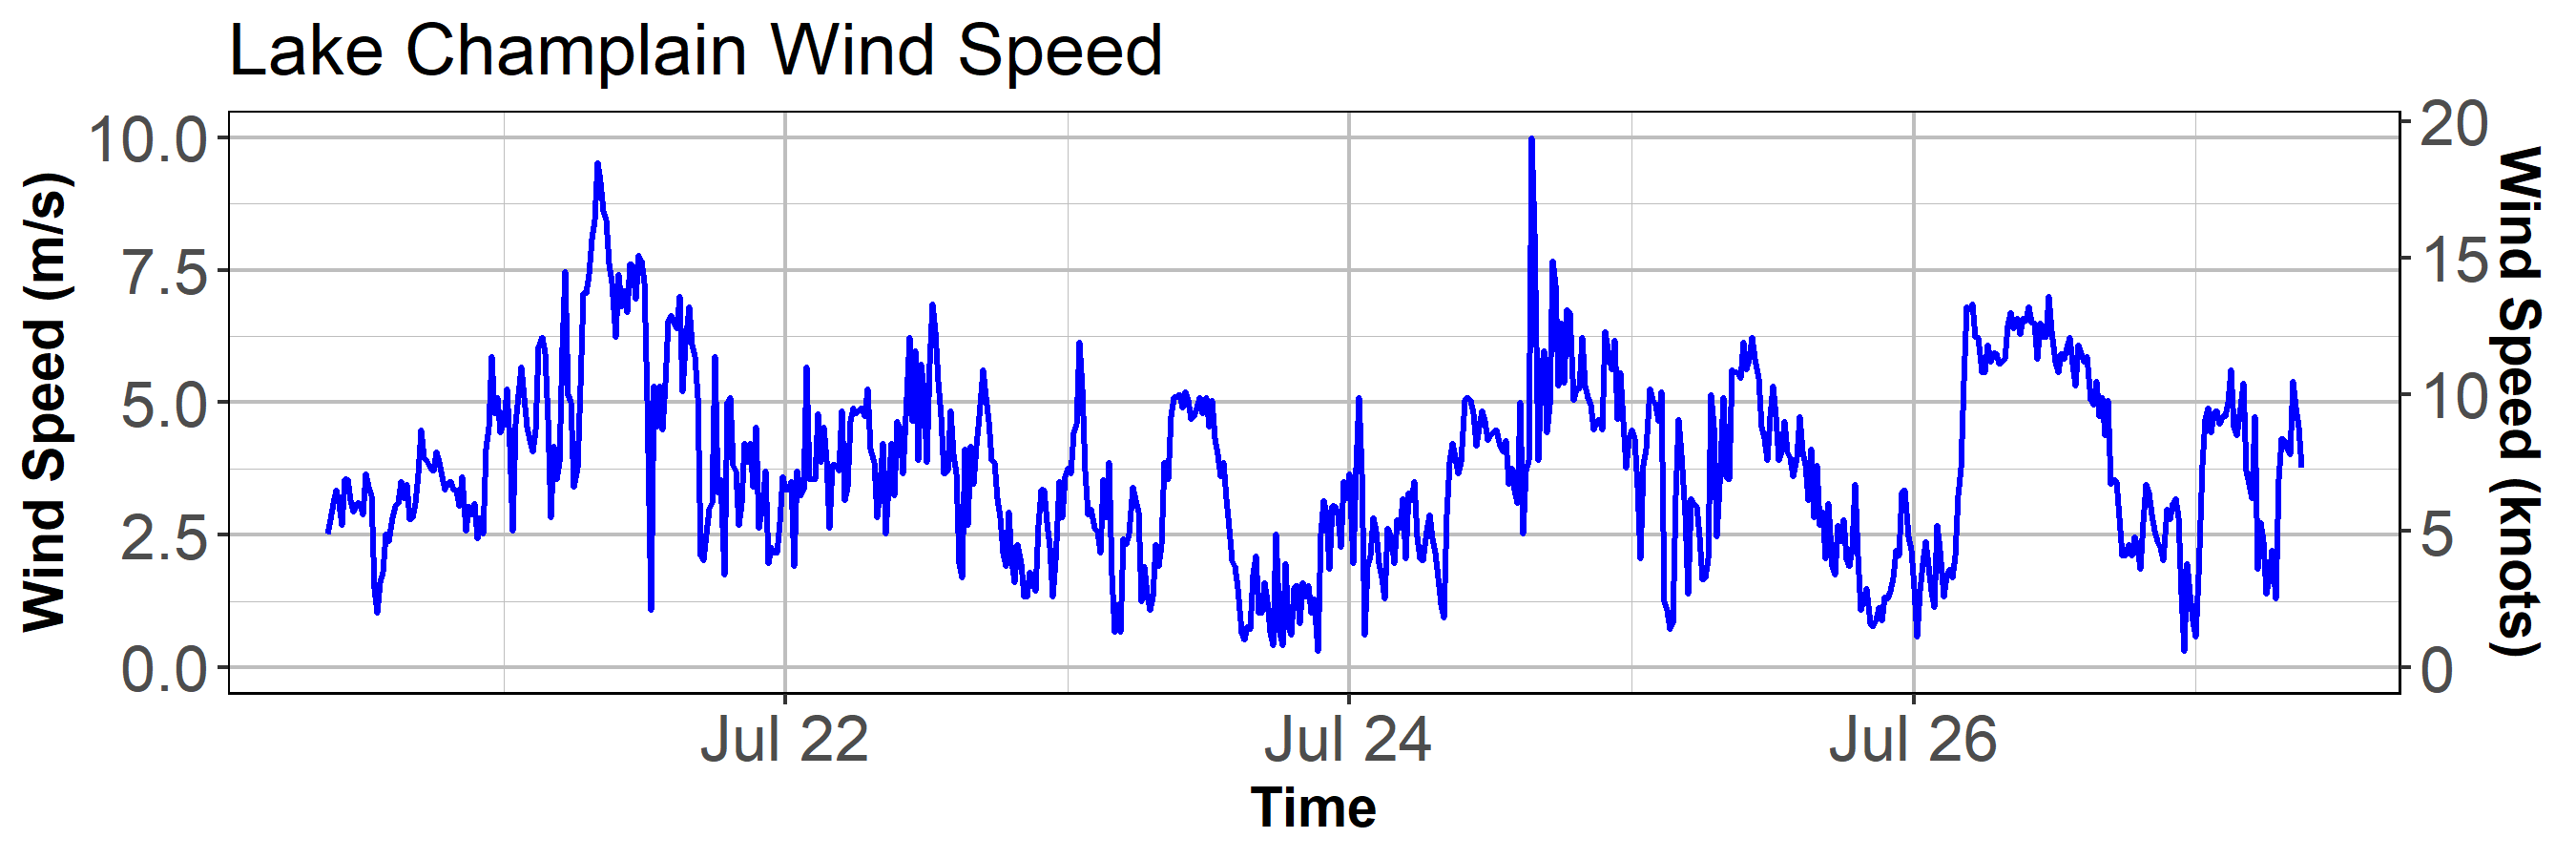 Lake Champlain Wind Speed
Wind Speed (m/s)
10.0
7.5
5.0
2.5
0.0
20
15
10
5
0
Wind Speed (knots)
Jul 22
Jul 24
Jul 26
Time